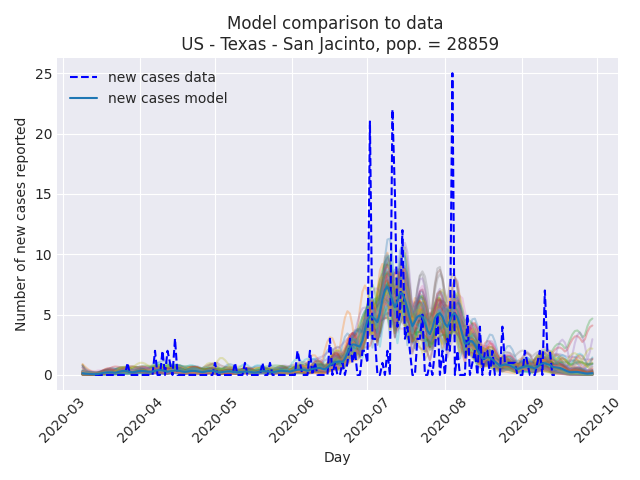 Model comparison to data
US - Texas - San Jacinto, pop. = 28859
new cases data
new cases model
Number of new cases reported
25
20
15
10
5
0
2020-03
2020-04
2020-05
2020-06
2020-07
2020-08
2020-09
2020-10
Day